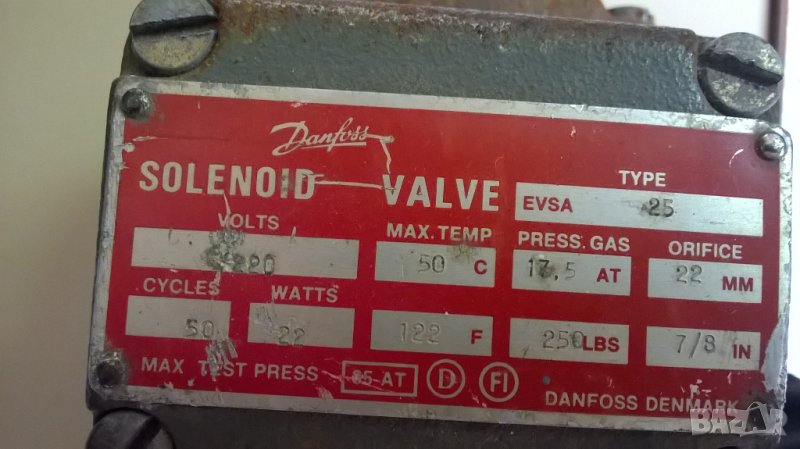 Danfoss
SOLENOID VALVE
TYPE
EVSA 25
VOLTS
220
MAX. TEMP
50 C
PRESS. GAS
17,5 AT
ORIFICE
22 MM
CYCLES
50
WATTS
22
122 F
250 LBS
7/8 IN
MAX TEST PRESS
AT
D
FI
DANFOSS DENMARK
BAZAR